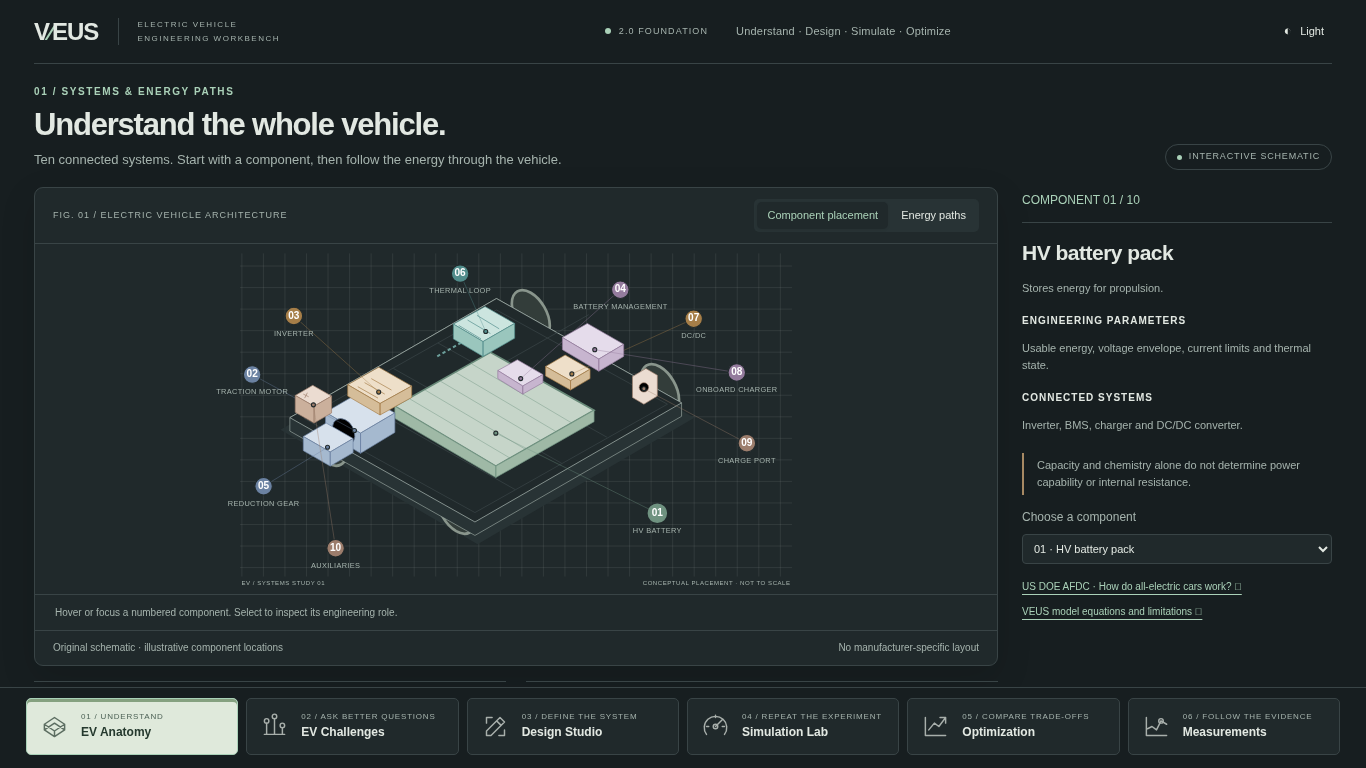 VEUS
ELECTRIC VEHICLE
ENGINEERING WORKBENCH
2.0 FOUNDATION
Understand · Design · Simulate · Optimize
Light
01 / SYSTEMS & ENERGY PATHS
Understand the whole vehicle.
Ten connected systems. Start with a component, then follow the energy through the vehicle.
INTERACTIVE SCHEMATIC
FIG. 01 / ELECTRIC VEHICLE ARCHITECTURE
Component placement
Energy paths
06
THERMAL LOOP
04
BATTERY MANAGEMENT
03
INVERTER
07
DC/DC
02
TRACTION MOTOR
08
ONBOARD CHARGER
09
CHARGE PORT
05
REDUCTION GEAR
01
HV BATTERY
10
AUXILIARIES
EV / SYSTEMS STUDY 01
CONCEPTUAL PLACEMENT · NOT TO SCALE
Hover or focus a numbered component. Select to inspect its engineering role.
Original schematic · illustrative component locations
No manufacturer-specific layout
COMPONENT 01 / 10
HV battery pack
Stores energy for propulsion.
ENGINEERING PARAMETERS
Usable energy, voltage envelope, current limits and thermal
state.
CONNECTED SYSTEMS
Inverter, BMS, charger and DC/DC converter.
Capacity and chemistry alone do not determine power
capability or internal resistance.
Choose a component
01 · HV battery pack
US DOE AFDC · How do all-electric cars work?
VEUS model equations and limitations
01 / UNDERSTAND
EV Anatomy
02 / ASK BETTER QUESTIONS
EV Challenges
03 / DEFINE THE SYSTEM
Design Studio
04 / REPEAT THE EXPERIMENT
Simulation Lab
05 / COMPARE TRADE-OFFS
Optimization
06 / FOLLOW THE EVIDENCE
Measurements